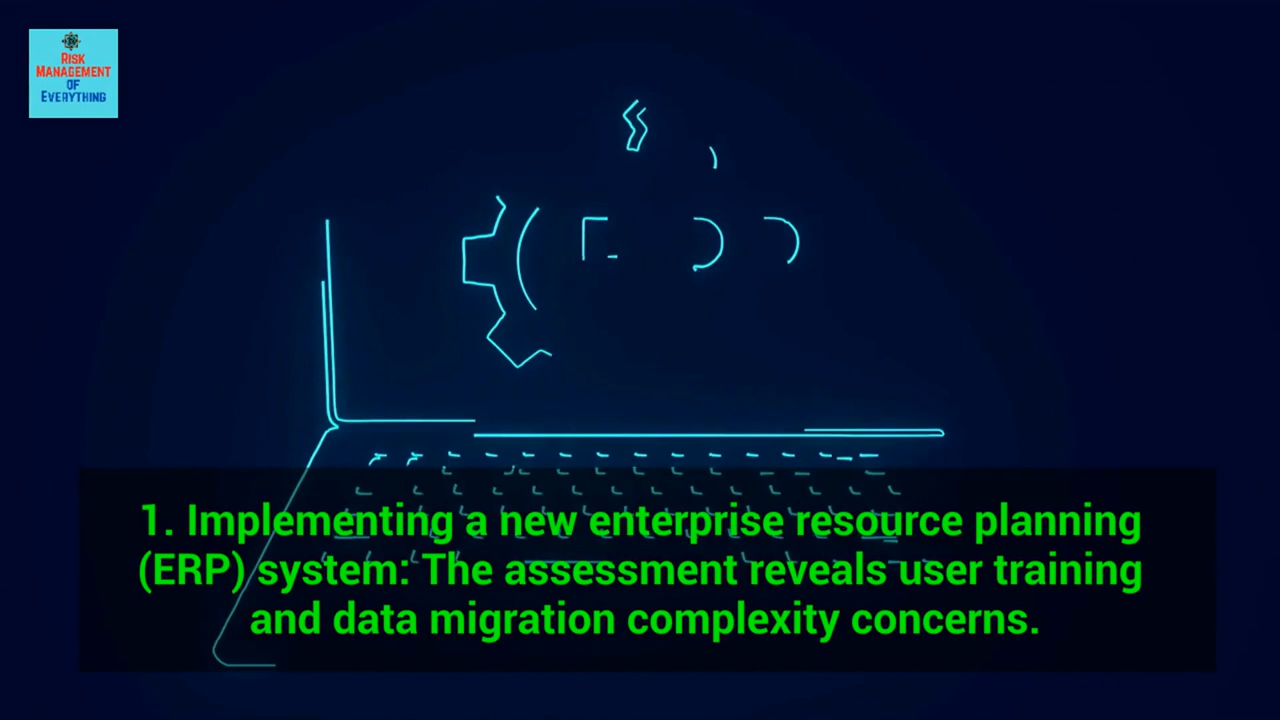 RISK
MANAGEMENT
OF
EVERYTHING
1. Implementing a new enterprise resource planning
(ERP) system: The assessment reveals user training
and data migration complexity concerns.